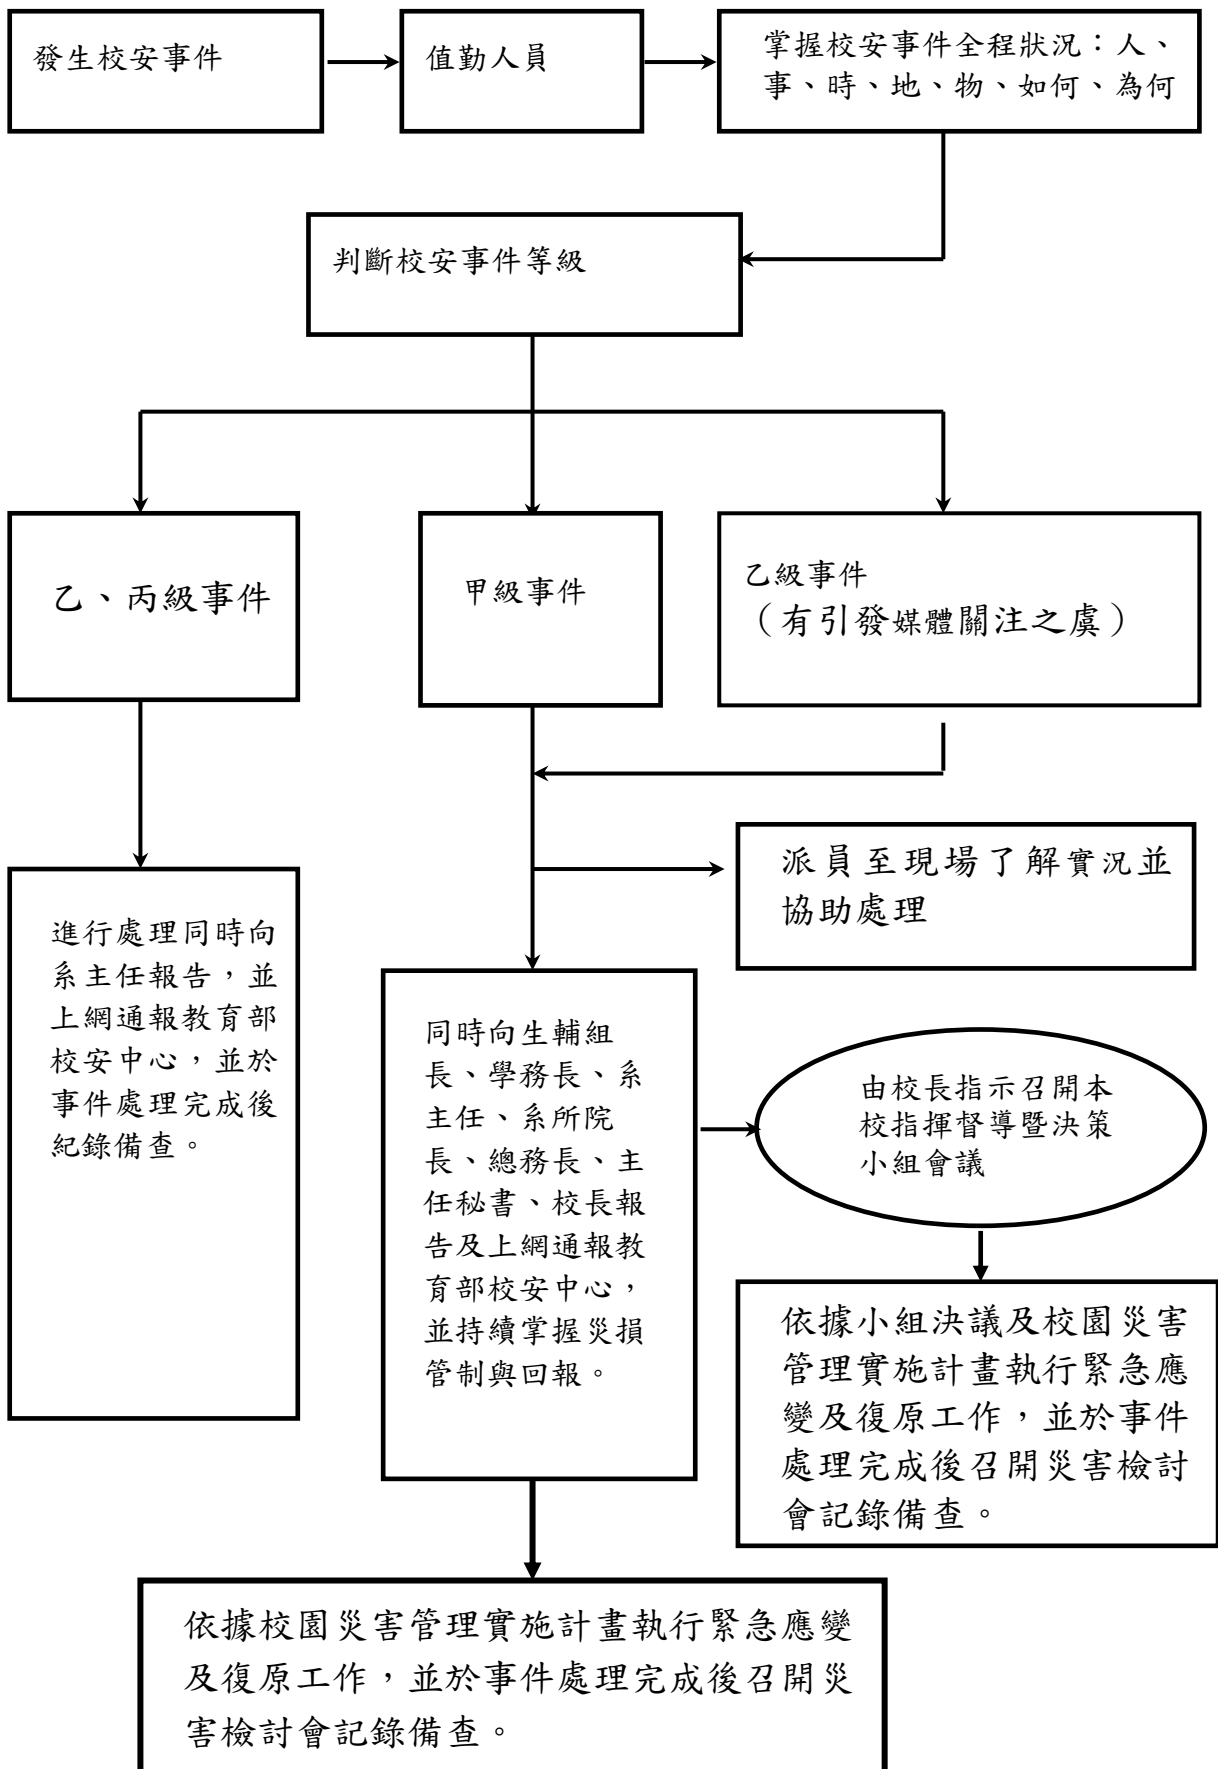 發生校安事件
值勤人員
掌握校安事件全程狀況：人、
事、時、地、物、如何、為何
判斷校安事件等級
乙、丙級事件
甲級事件
乙級事件
（有引發媒體關注之虞）
派員至現場了解實況並
協助處理
進行處理同時向
系主任報告，並
上網通報教育部
校安中心，並於
事件處理完成後
紀錄備查。
同時向生輔組
長、學務長、系
主任、系所院
長、總務長、主
任秘書、校長報
告及上網通報教
育部校安中心，
並持續掌握災損
管制與回報。
由校長指示召開本
校指揮督導暨決策
小組會議
依據小組決議及校園災害
管理實施計畫執行緊急應
變及復原工作，並於事件
處理完成後召開災害檢討
會記錄備查。
依據校園災害管理實施計畫執行緊急應變
及復原工作，並於事件處理完成後召開災
害檢討會記錄備查。